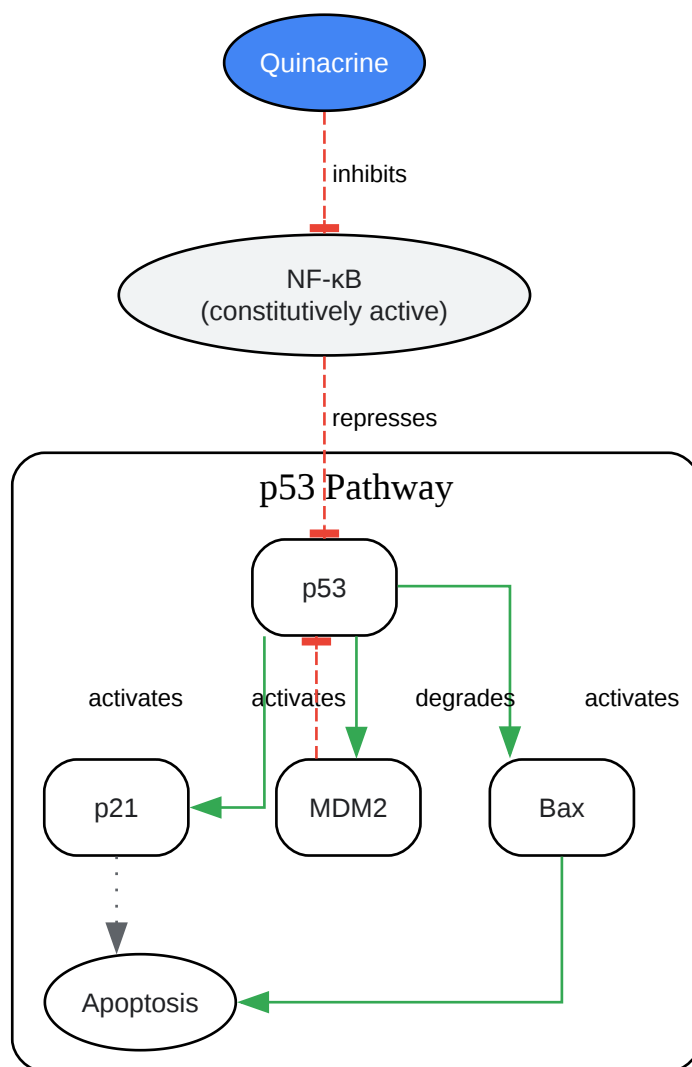 Quinacrine
inhibits
NF-κB
(constitutively active)
represses
p53 Pathway
p53
activates
activates
degrades
activates
p21
MDM2
Bax
Apoptosis